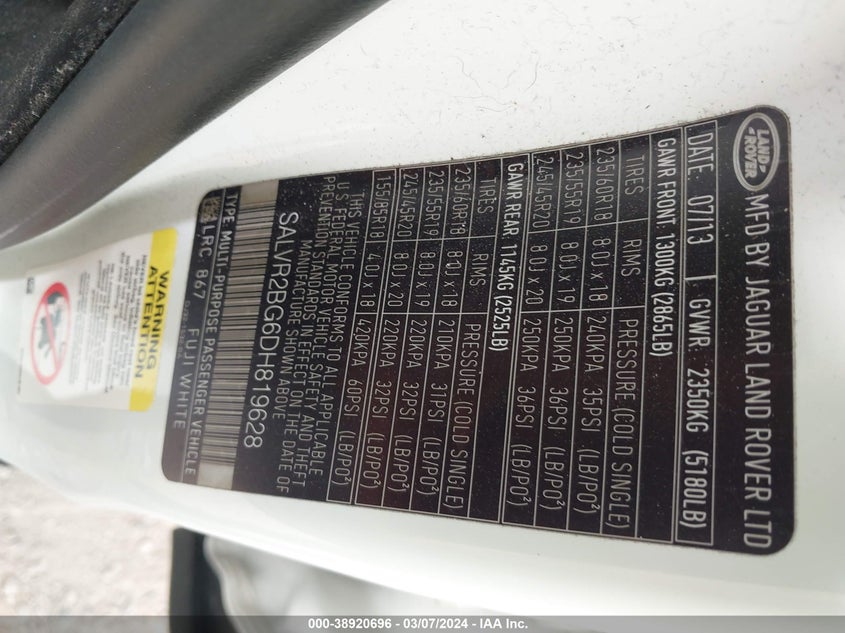 LAND
ROVER
MFD BY JAGUAR LAND ROVER LTD
DATE: 07/13 GVWR: 2350KG (5180LB)
GAWR FRONT: 1300KG (2865LB)
TIRES RIMS PRESSURE (COLD SINGLE)
235/60R18 8.0J x 18 240KPA 35PSI (LB/PO²)
235/55R19 8.0J x 19 250KPA 36PSI (LB/PO²)
245/45R20 8.0J x 20 250KPA 36PSI (LB/PO²)
GAWR REAR: 1145KG (2525LB)
TIRES RIMS PRESSURE (COLD SINGLE)
235/60R18 8.0J x 18 210KPA 31PSI (LB/PO²)
235/55R19 8.0J x 19 220KPA 32PSI (LB/PO²)
245/45R20 8.0J x 20 220KPA 32PSI (LB/PO²)
155/85R18 4.0J x 18 420KPA 60PSI (LB/PO²)
THIS VEHICLE CONFORMS TO ALL APPLICABLE
U S FEDERAL MOTOR VEHICLE SAFETY AND THEFT
PREVENTION STANDARDS IN EFFECT ON THE DATE OF
MANUFACTURE SHOWN ABOVE
SALVR2BG6DH819628
TYPE: MULTI-PURPOSE PASSENGER VEHICLE
LRC 867 FUJI WHITE
WARNING
ATTENTION
000-38920696 — 03/07/2024 — IAA Inc.